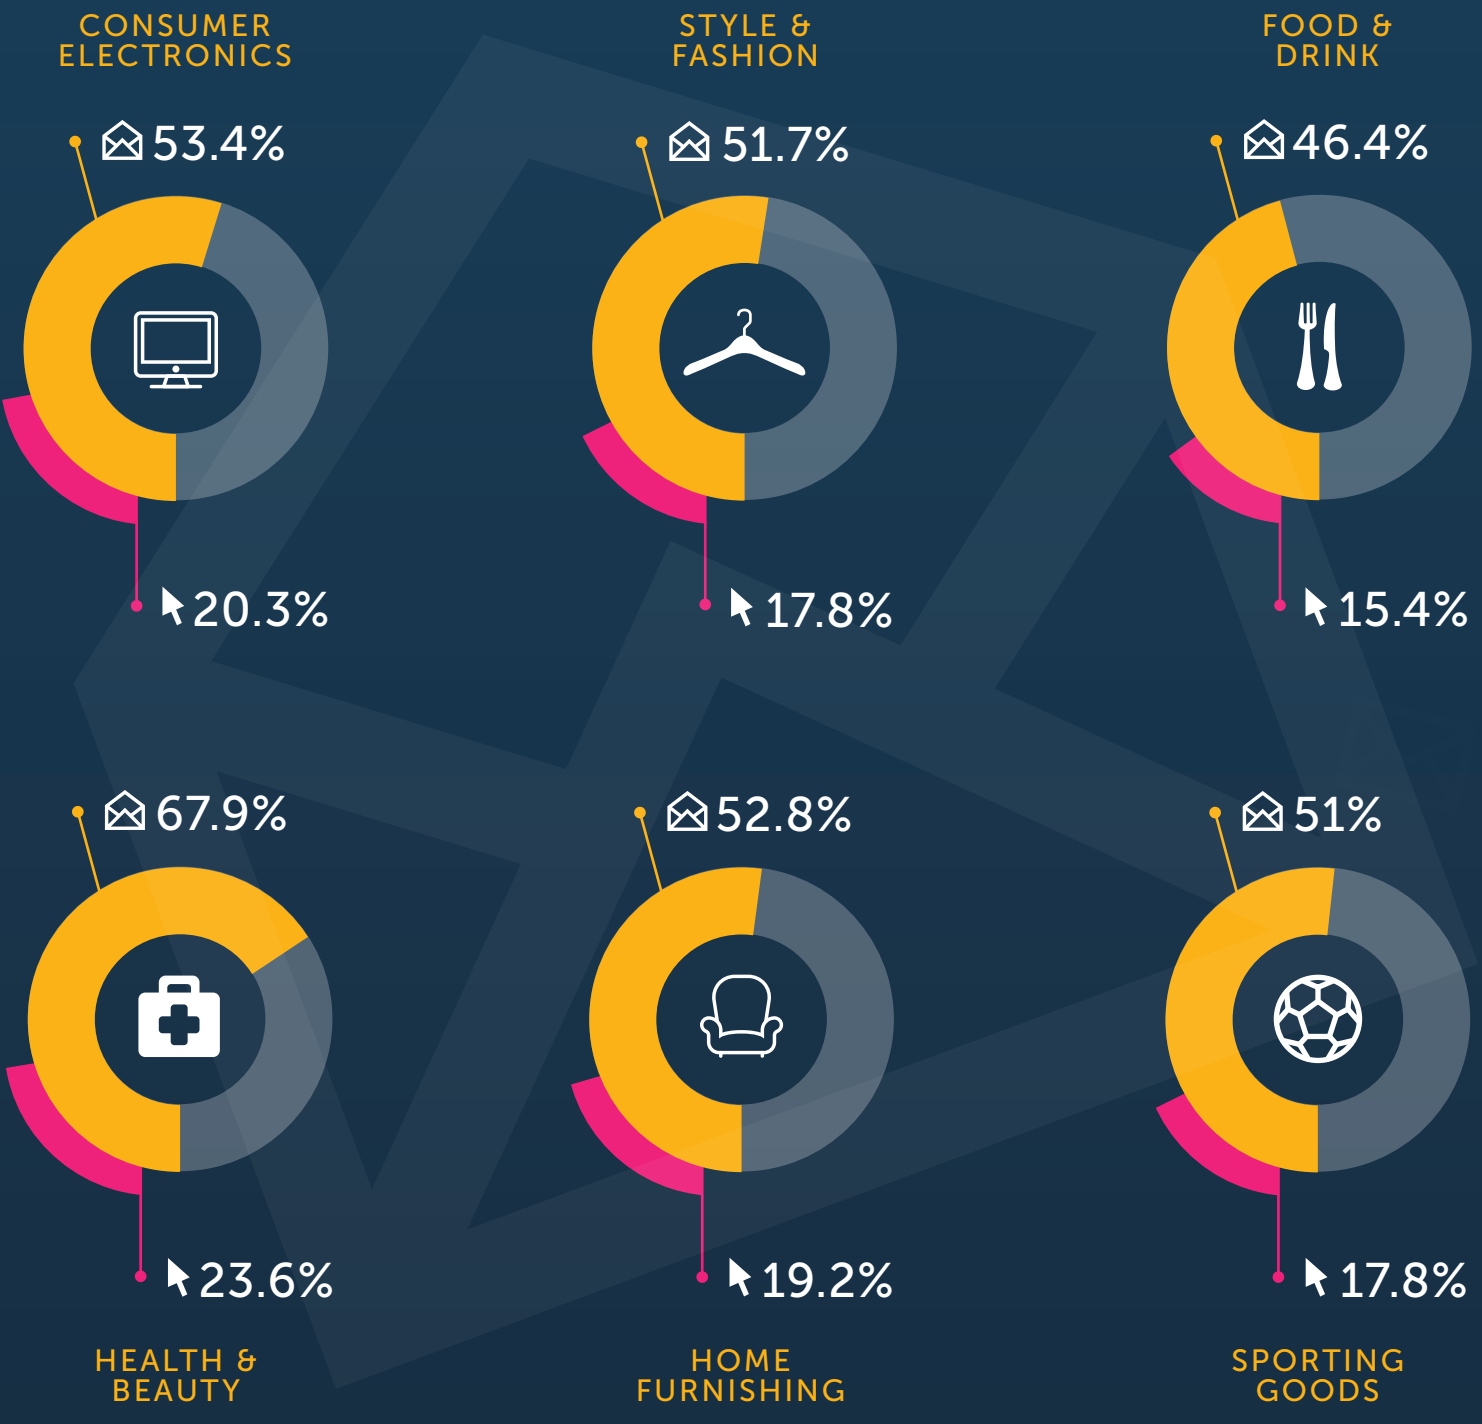 CONSUMER
ELECTRONICS
53.4%
20.3%
STYLE &
FASHION
51.7%
17.8%
FOOD &
DRINK
46.4%
15.4%
67.9%
23.6%
HEALTH &
BEAUTY
52.8%
19.2%
HOME
FURNISHING
51%
17.8%
SPORTING
GOODS